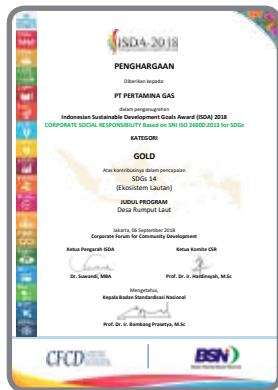 ISDA-2018
PENGHARGAAN
Diberikan kepada:
PT PERTAMINA GAS
dalam penganugrahan
Indonesian Sustainable Development Goals Award (ISDA) 2018
CORPORATE SOCIAL RESPONSIBILITY Based on SNI ISO 26000:2013 for SDGs
KATEGORI
GOLD
Atas kontribusinya dalam pencapaian
SDGs 14
(Ekosistem Lautan)
JUDUL PROGRAM
Desa Rumput Laut
Jakarta, 06 September 2018
Corporate Forum for Community Development
Ketua Pengarah ISDA Ketua Komite CSR
Dr. Suwandi, MBA Prof. Dr. Ir. Hardinsyah, M.Sc
Mengetahui,
Kepala Badan Standardisasi Nasional
Prof. Dr. Ir. Bambang Prasetya, M.Sc
CFCD
BSN